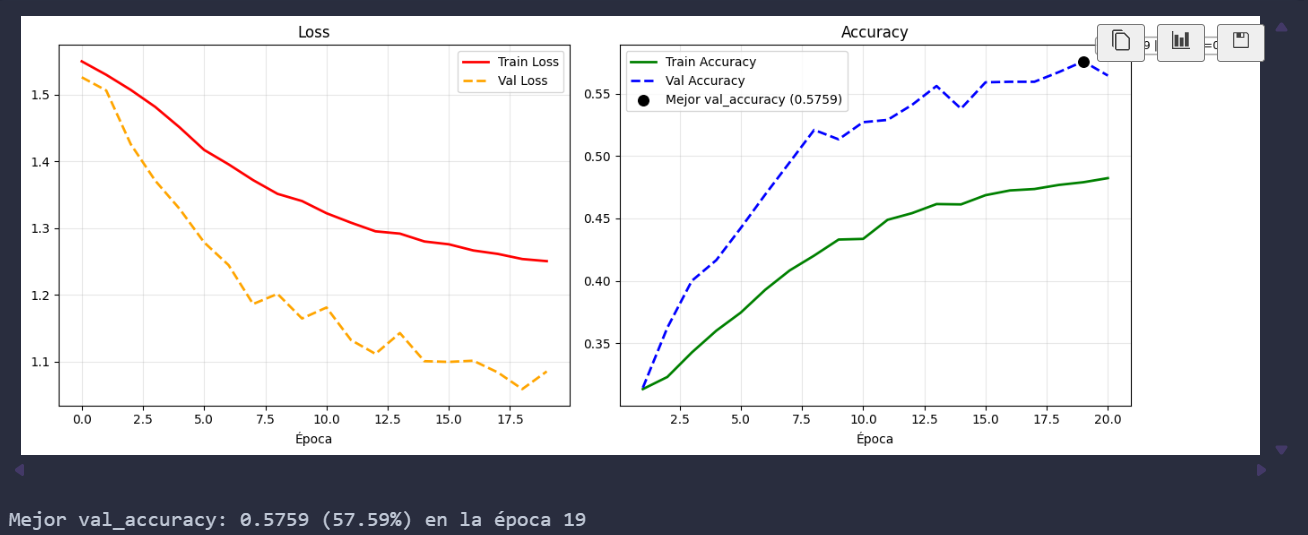 Loss
Train Loss
Val Loss
1.5
1.4
1.3
1.2
1.1
0.0 2.5 5.0 7.5 10.0 12.5 15.0 17.5
Época
Accuracy
Train Accuracy
Val Accuracy
Mejor val_accuracy (0.5759)
0.55
0.50
0.45
0.40
0.35
2.5 5.0 7.5 10.0 12.5 15.0 17.5 20.0
Época
Mejor val_accuracy: 0.5759 (57.59%) en la época 19